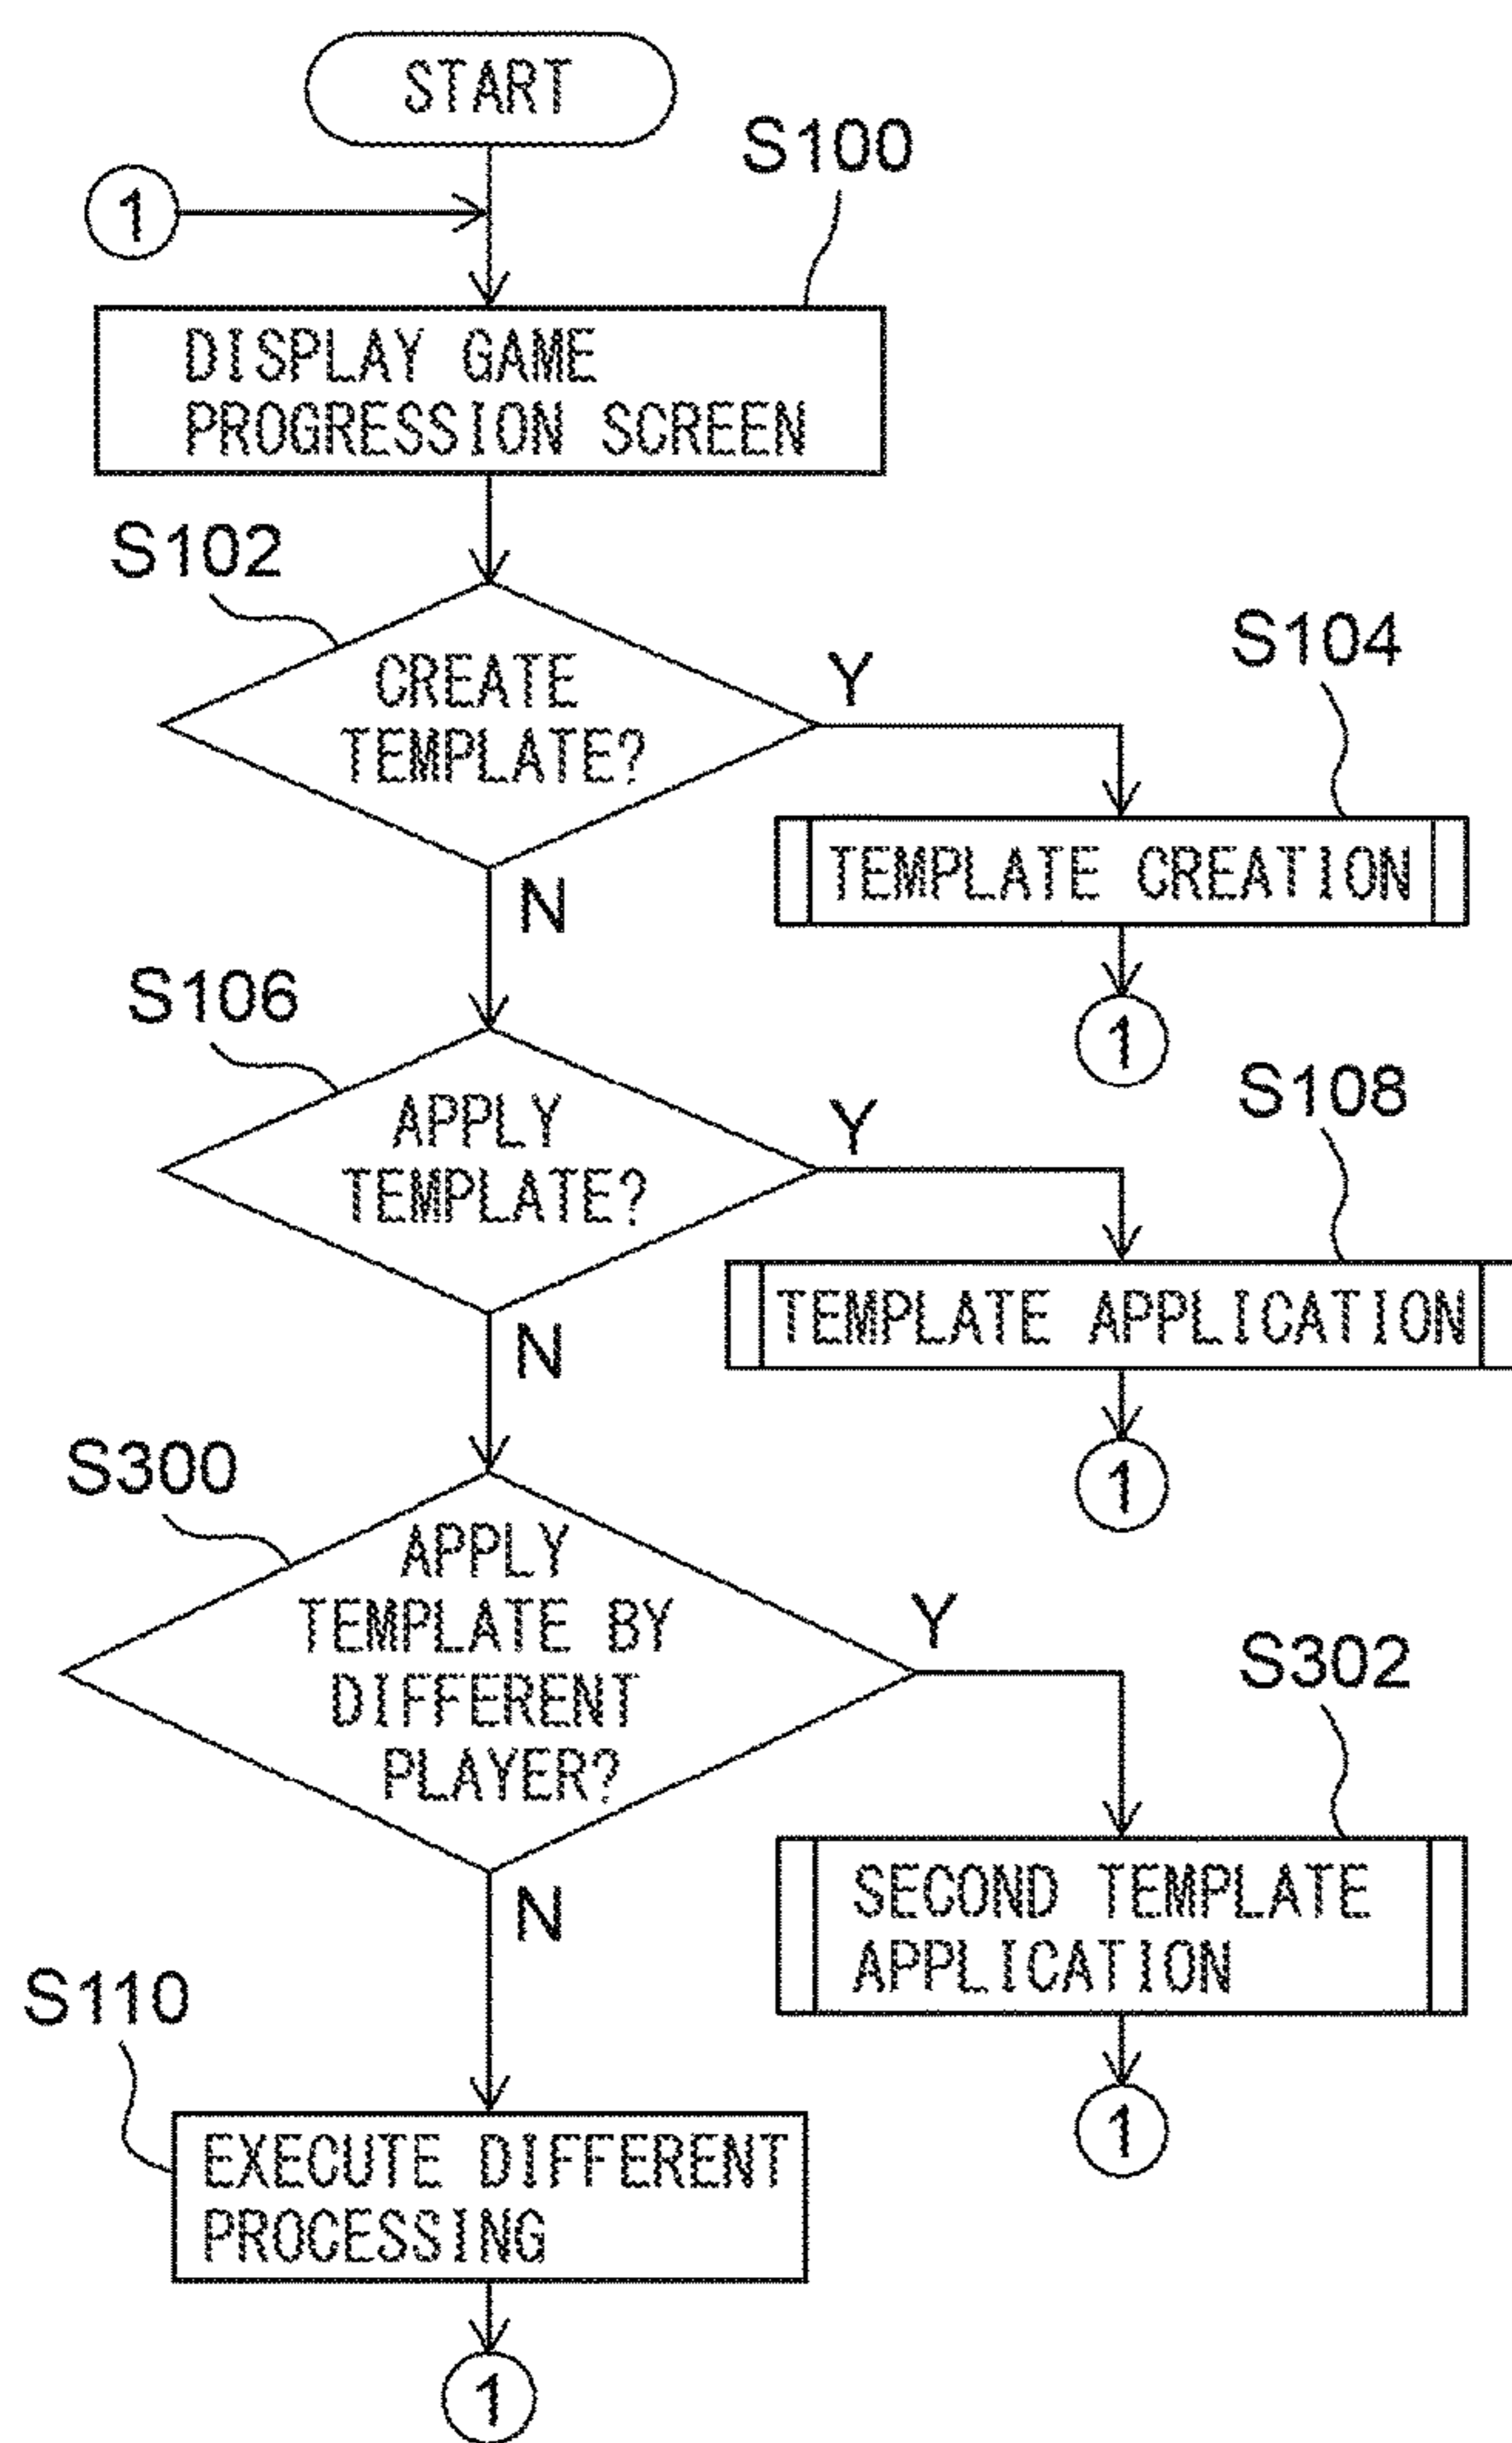 START
S100
1
DISPLAY GAME
PROGRESSION SCREEN
S102
CREATE
TEMPLATE?
Y
S104
TEMPLATE CREATION
N
1
S106
APPLY
TEMPLATE?
Y
S108
TEMPLATE APPLICATION
N
1
S300
APPLY
TEMPLATE BY
DIFFERENT
PLAYER?
Y
S302
SECOND TEMPLATE
APPLICATION
N
1
S110
EXECUTE DIFFERENT
PROCESSING
1